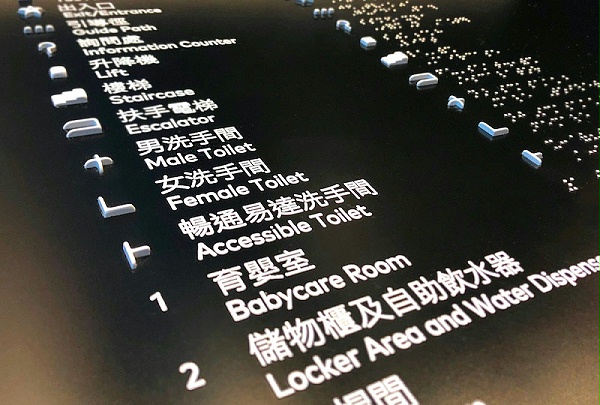 出入口
Exit/Entrance
引導徑
Guide Path
詢問處
Information Counter
升降機
Lift
樓梯
Staircase
扶手電梯
Escalator
男洗手間
Male Toilet
女洗手間
Female Toilet
暢通易達洗手間
Accessible Toilet
1 育嬰室
Babycare Room
2 儲物櫃及自助飲水器
Locker Area and Water Dispense